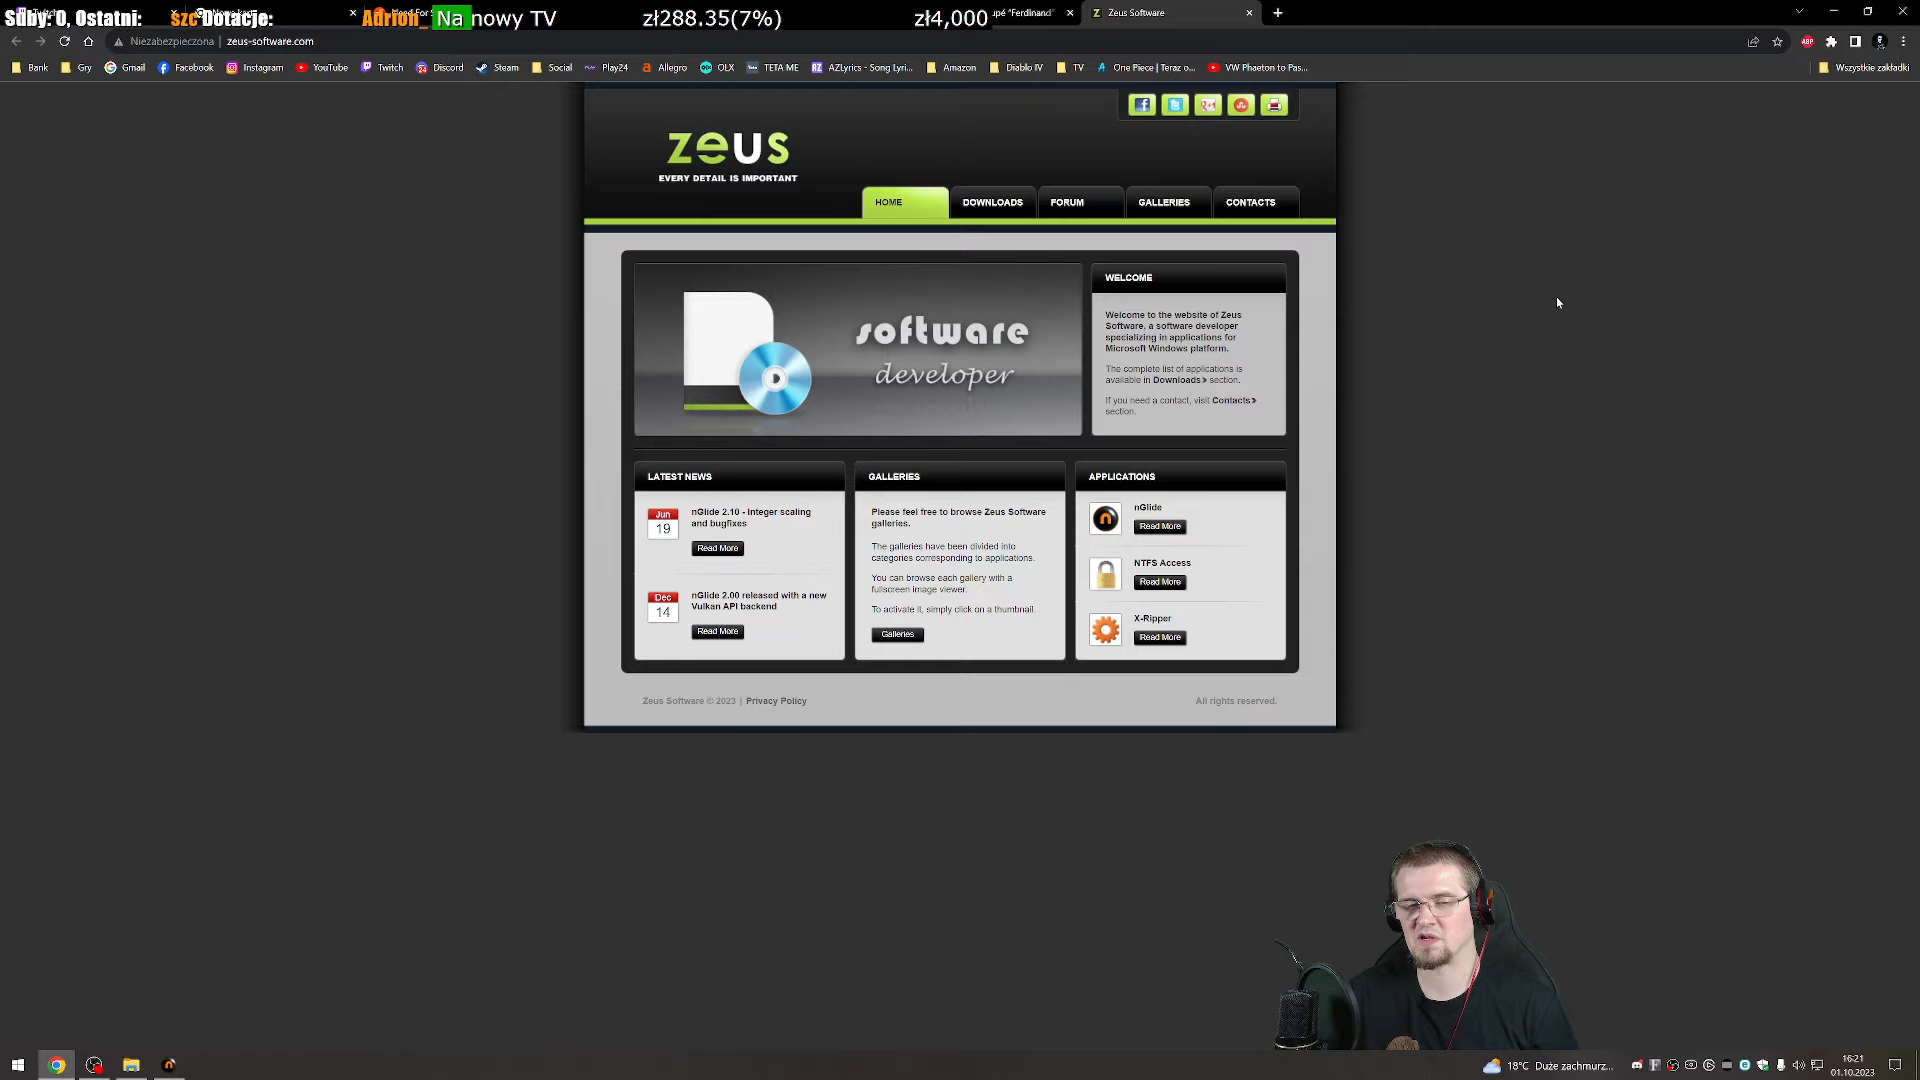 Suby: 0, Ostatni: szc Dotacje: Adrion_ Na nowy TV zł288.35(7%) zł4,000
upé "Ferdinand"
Zeus Software
Niezabezpieczona zeus-software.com
Bank Gry Gmail Facebook Instagram YouTube Twitch Discord Steam Social Play24 Allegro OLX TETA ME AZLyrics - Song Lyri... Amazon Diablo IV TV One Piece | Teraz o... VW Phaeton to Pas... Wszystkie zakładki
zeus
EVERY DETAIL IS IMPORTANT
HOME DOWNLOADS FORUM GALLERIES CONTACTS
software
developer
WELCOME
Welcome to the website of Zeus
Software, a software developer
specializing in applications for
Microsoft Windows platform.
The complete list of applications is
available in Downloads section.
If you need a contact, visit Contacts
section.
LATEST NEWS
Jun
19
nGlide 2.10 - Integer scaling
and bugfixes
Read More
Dec
14
nGlide 2.00 released with a new
Vulkan API backend
Read More
GALLERIES
Please feel free to browse Zeus Software
galleries.
The galleries have been divided into
categories corresponding to applications.
You can browse each gallery with a
fullscreen image viewer.
To activate it, simply click on a thumbnail.
Galleries
APPLICATIONS
nGlide
Read More
NTFS Access
Read More
X-Ripper
Read More
Zeus Software © 2023 | Privacy Policy
All rights reserved.
18°C Duże zachmurz...
16:21
01.10.2023